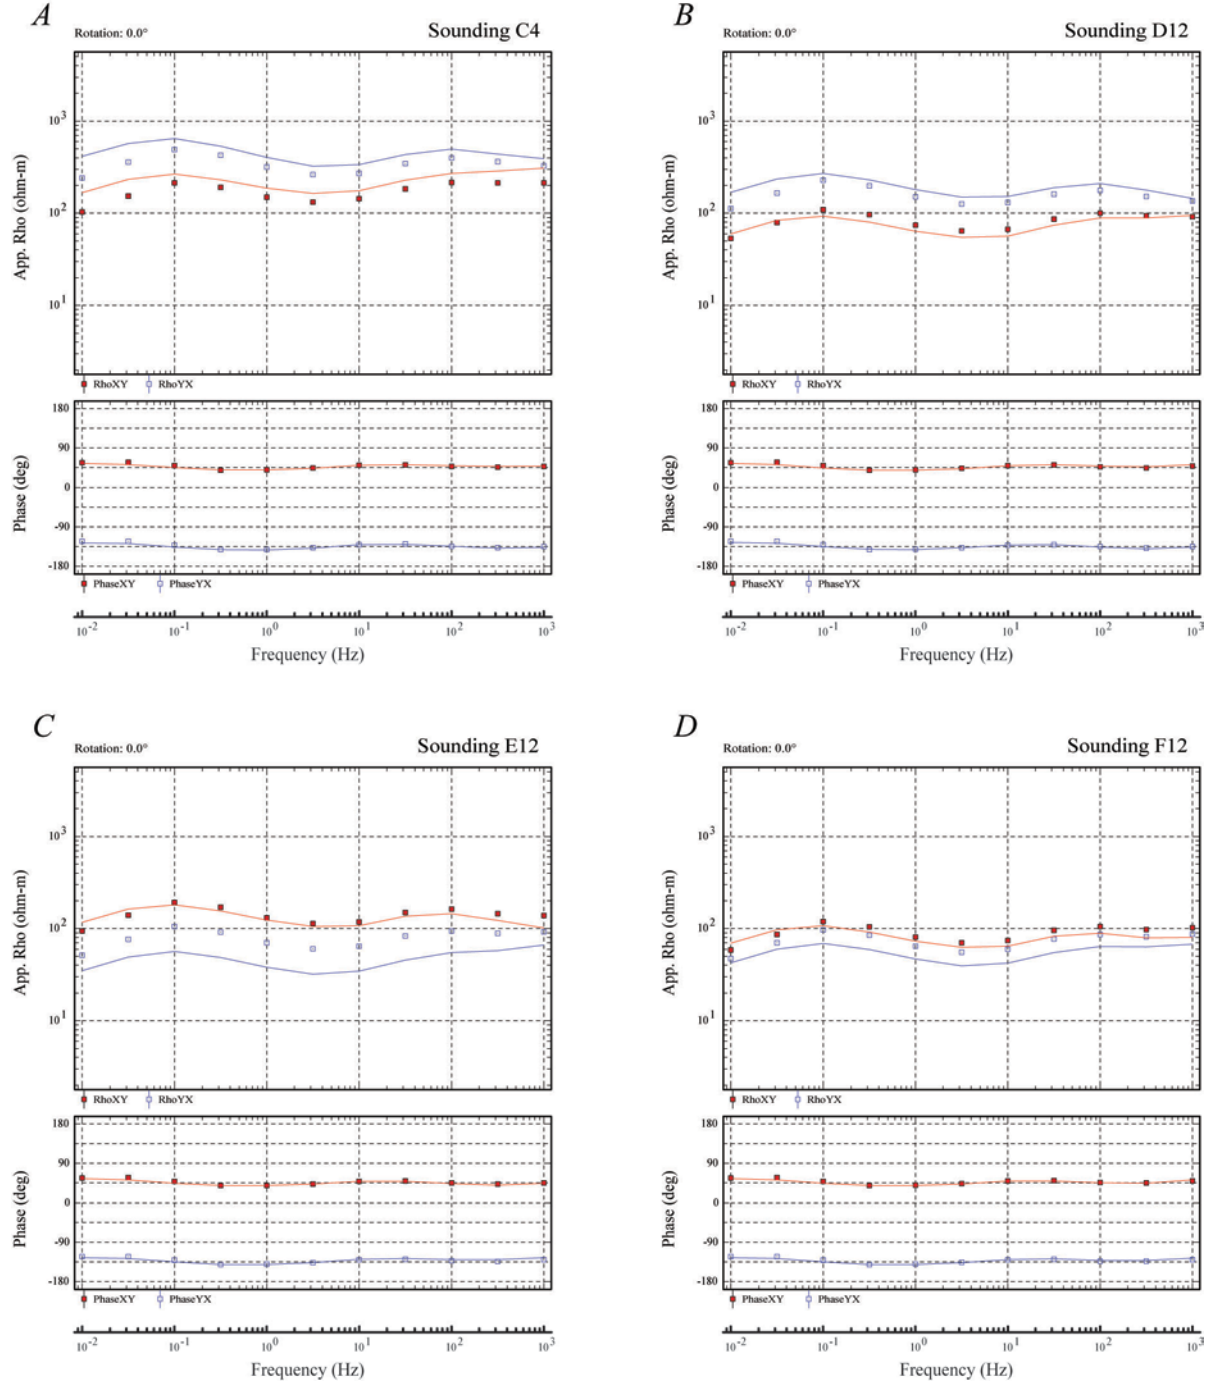 A
Rotation: 0.0°
Sounding C4
10³
10²
10¹
App. Rho (ohm-m)
RhoXY RhoYX
180
90
0
-90
-180
Phase (deg)
PhaseXY PhaseYX
10⁻² 10⁻¹ 10⁰ 10¹ 10² 10³
Frequency (Hz)
B
Rotation: 0.0°
Sounding D12
10³
10²
10¹
App. Rho (ohm-m)
RhoXY RhoYX
180
90
0
-90
-180
Phase (deg)
PhaseXY PhaseYX
10⁻² 10⁻¹ 10⁰ 10¹ 10² 10³
Frequency (Hz)
C
Rotation: 0.0°
Sounding E12
10³
10²
10¹
App. Rho (ohm-m)
RhoXY RhoYX
180
90
0
-90
-180
Phase (deg)
PhaseXY PhaseYX
10⁻² 10⁻¹ 10⁰ 10¹ 10² 10³
Frequency (Hz)
D
Rotation: 0.0°
Sounding F12
10³
10²
10¹
App. Rho (ohm-m)
RhoXY RhoYX
180
90
0
-90
-180
Phase (deg)
PhaseXY PhaseYX
10⁻² 10⁻¹ 10⁰ 10¹ 10² 10³
Frequency (Hz)